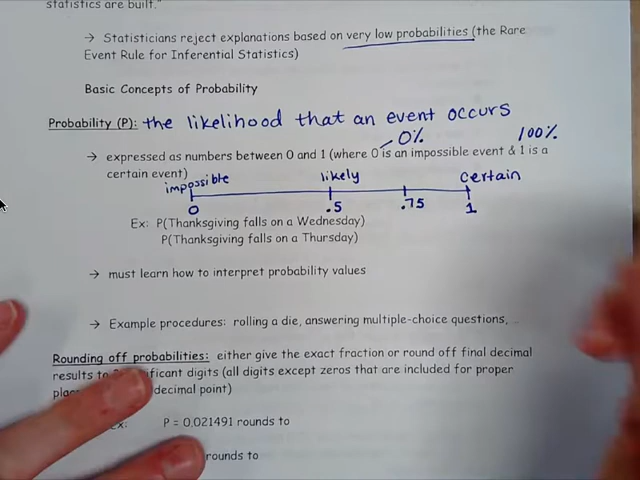 statistics are built."
→ Statisticians reject explanations based on very low probabilities (the Rare
Event Rule for Inferential Statistics)
Basic Concepts of Probability
Probability (P): the likelihood that an event occurs
0% 100%
→ expressed as numbers between 0 and 1 (where 0 is an impossible event & 1 is a
certain event)
impossible likely certain
0 .5 .75 1
Ex: P(Thanksgiving falls on a Wednesday)
P(Thanksgiving falls on a Thursday)
→ must learn how to interpret probability values
→ Example procedures: rolling a die, answering multiple-choice questions,
Rounding off probabilities: either give the exact fraction or round off final decimal
results to digits (all digits except zeros that are included for proper
decimal point)
Ex: P = 0.021491 rounds to
rounds to